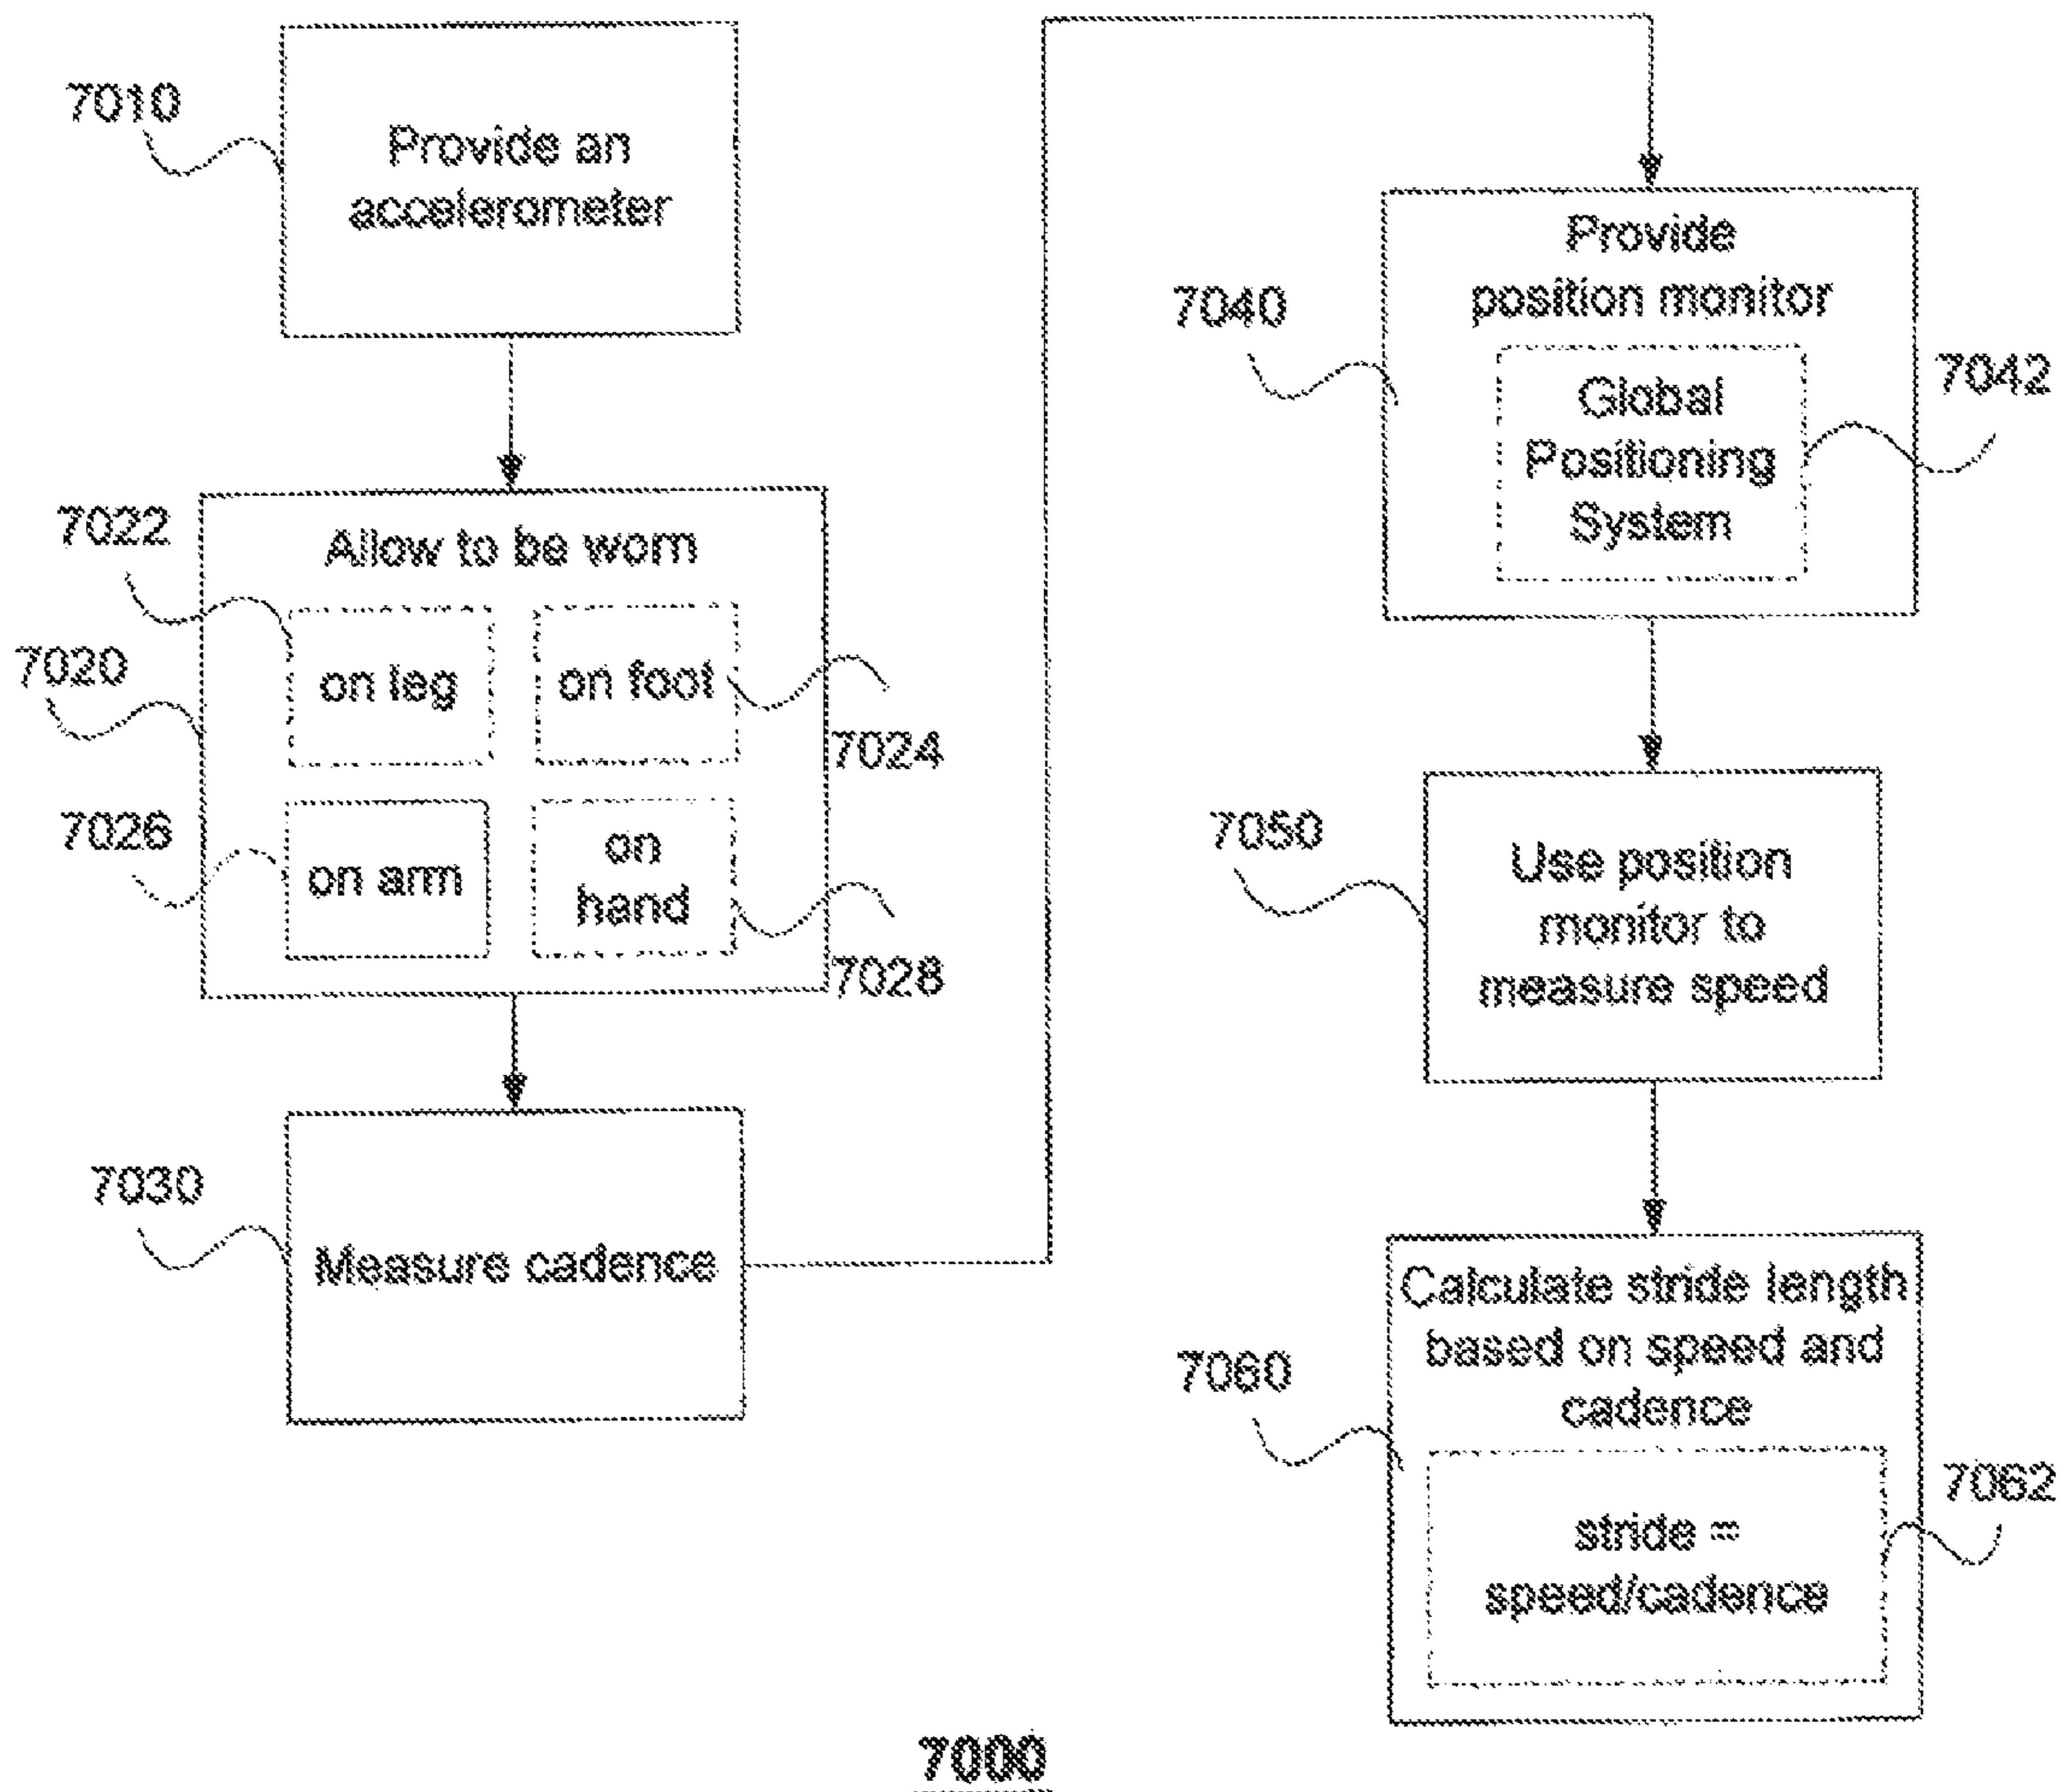 7010
Provide an
accelerometer
7022
Allow to be worn
7020
on leg
on foot
7024
7026
on arm
on
hand
7028
7030
Measure cadence
Provide
position monitor
7040
Global
Positioning
System
7042
7050
Use position
monitor to
measure speed
Calculate stride length
based on speed and
cadence
7060
stride =
speed/cadence
7062
7000